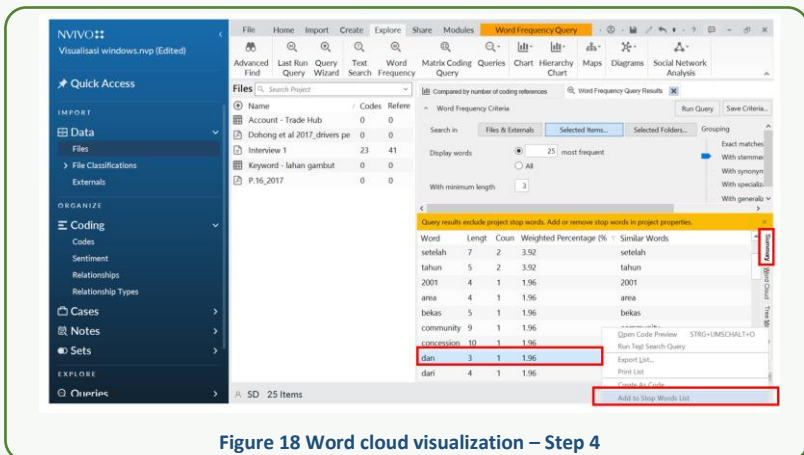 NVIVO
Visualisasi windows.nvp (Edited)
Quick Access
IMPORT
Data
Files
File Classifications
Externals
ORGANIZE
Coding
Codes
Sentiment
Relationships
Relationship Types
Cases
Notes
Sets
EXPLORE
Queries
File Home Import Create Explore Share Modules Word Frequency Query
Advanced Find
Last Run Query
Query Wizard
Text Search
Word Frequency
Matrix Coding Query
Queries
Chart
Hierarchy Chart
Maps
Diagrams
Social Network Analysis
Files Search Project
Name Codes Refere
Account - Trade Hub 0 0
Dohong et al 2017_drivers pe 0 0
Interview 1 23 41
Keyword - lahan gambut 0 0
P.16_2017 0 0
Compared by number of coding references Word Frequency Query Results
Word Frequency Criteria Run Query Save Criteria...
Search in Files & Externals Selected Items... Selected Folders... Grouping
Display words 25 most frequent
All
With minimum length 3
Exact matches
With stemme
With synonyn
With specializ
With generaliz
Query results exclude project stop words. Add or remove stop words in project properties.
Word Lengt Coun Weighted Percentage (% Similar Words
setelah 7 2 3.92 setelah
tahun 5 2 3.92 tahun
2001 4 1 1.96 2001
area 4 1 1.96 area
bekas 5 1 1.96 bekas
community 9 1 1.96
concession 10 1 1.96
dan 3 1 1.96
dari 4 1 1.96
Summary
Word Cloud
Tree M
Open Code Preview STRG+UMSCHALT+O
Run Text Search Query
Export List...
Print List
Create As Code
Add to Stop Words List
SD 25 Items
Figure 18 Word cloud visualization – Step 4